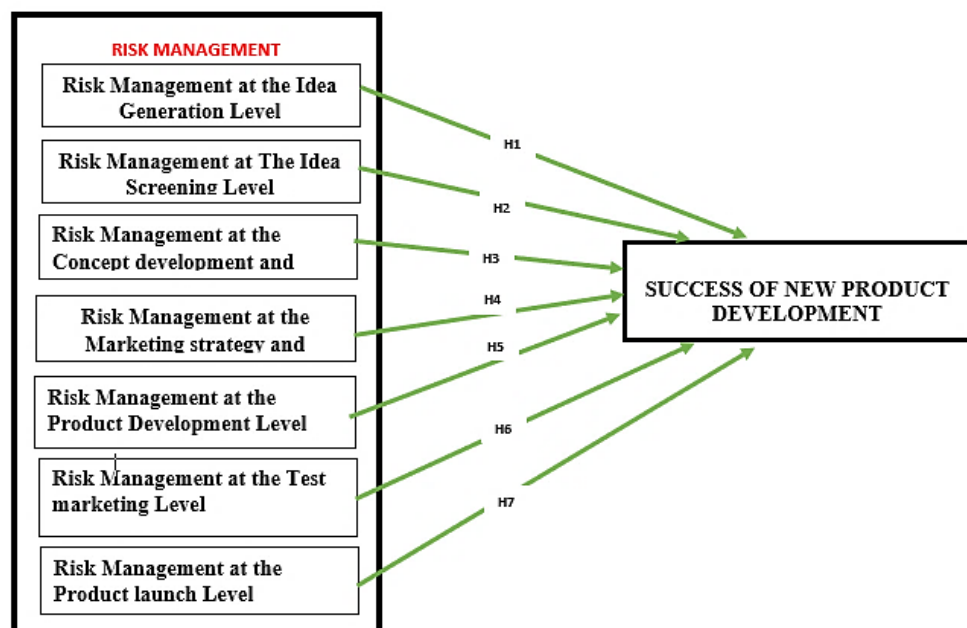 RISK MANAGEMENT
Risk Management at the Idea
Generation Level
Risk Management at The Idea
Screening Level
Risk Management at the
Concept development and
Risk Management at the
Marketing strategy and
Risk Management at the
Product Development Level
Risk Management at the Test
marketing Level
Risk Management at the
Product launch Level
H1
H2
H3
H4
H5
H6
H7
SUCCESS OF NEW PRODUCT
DEVELOPMENT